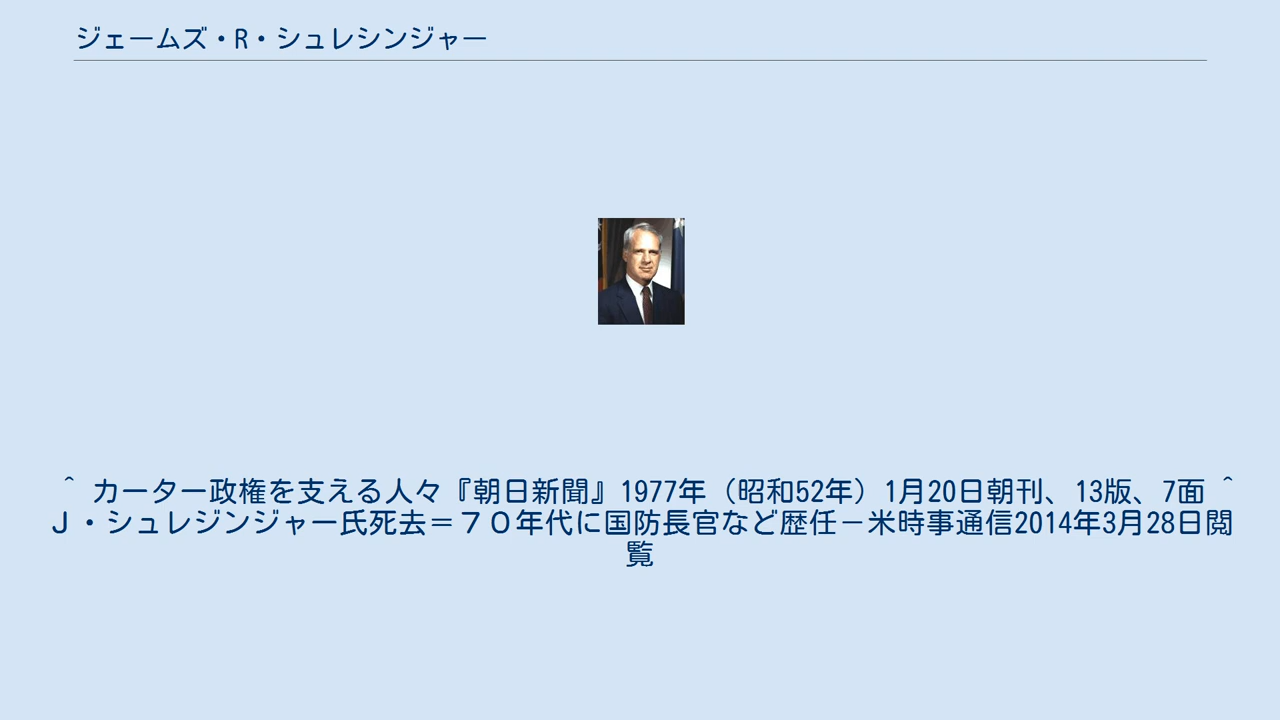 ジェームズ・R・シュレシンジャー
^ カーター政権を支える人々『朝日新聞』1977年（昭和52年）1月20日朝刊、13版、7面 ^
Ｊ・シュレジンジャー氏死去＝７０年代に国防長官など歴任－米時事通信2014年3月28日閲
覧